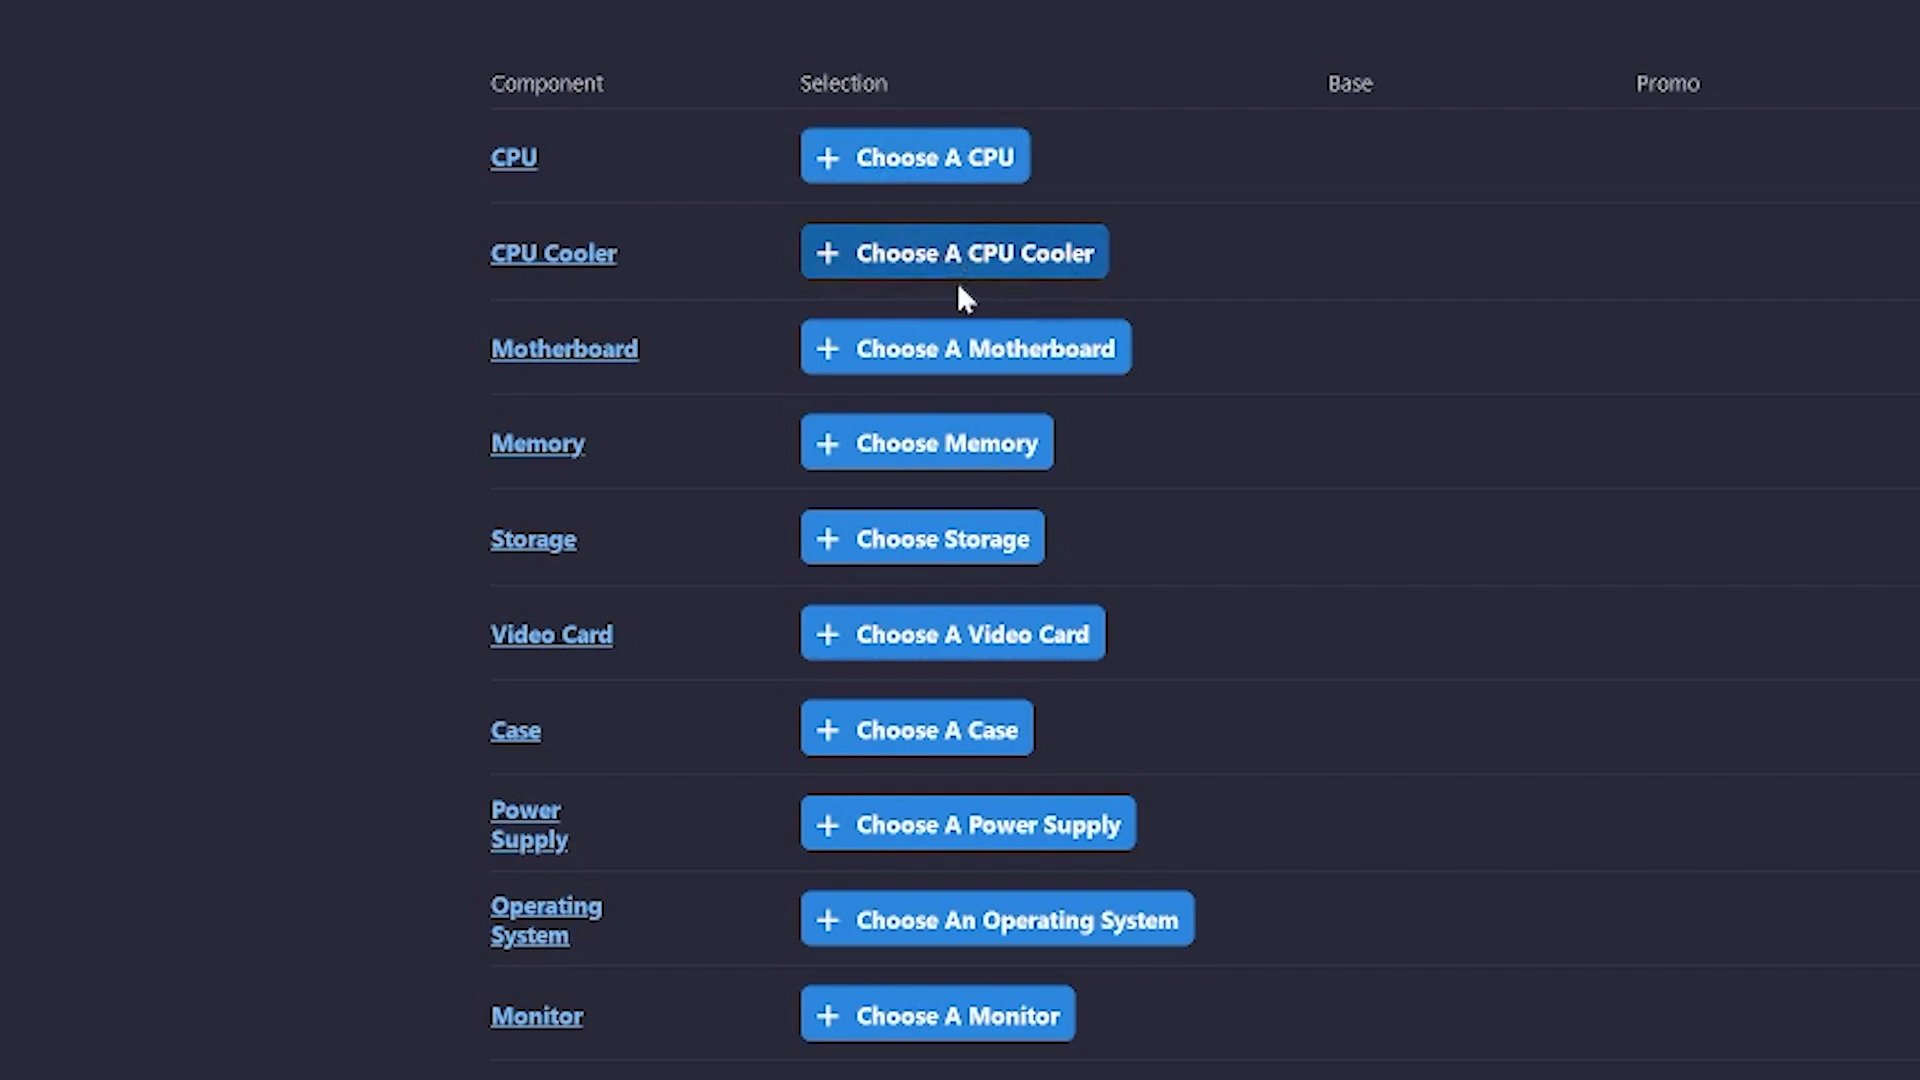 Component Selection Base Promo
CPU + Choose A CPU
CPU Cooler + Choose A CPU Cooler
Motherboard + Choose A Motherboard
Memory + Choose Memory
Storage + Choose Storage
Video Card + Choose A Video Card
Case + Choose A Case
Power
Supply
+ Choose A Power Supply
Operating
System
+ Choose An Operating System
Monitor + Choose A Monitor